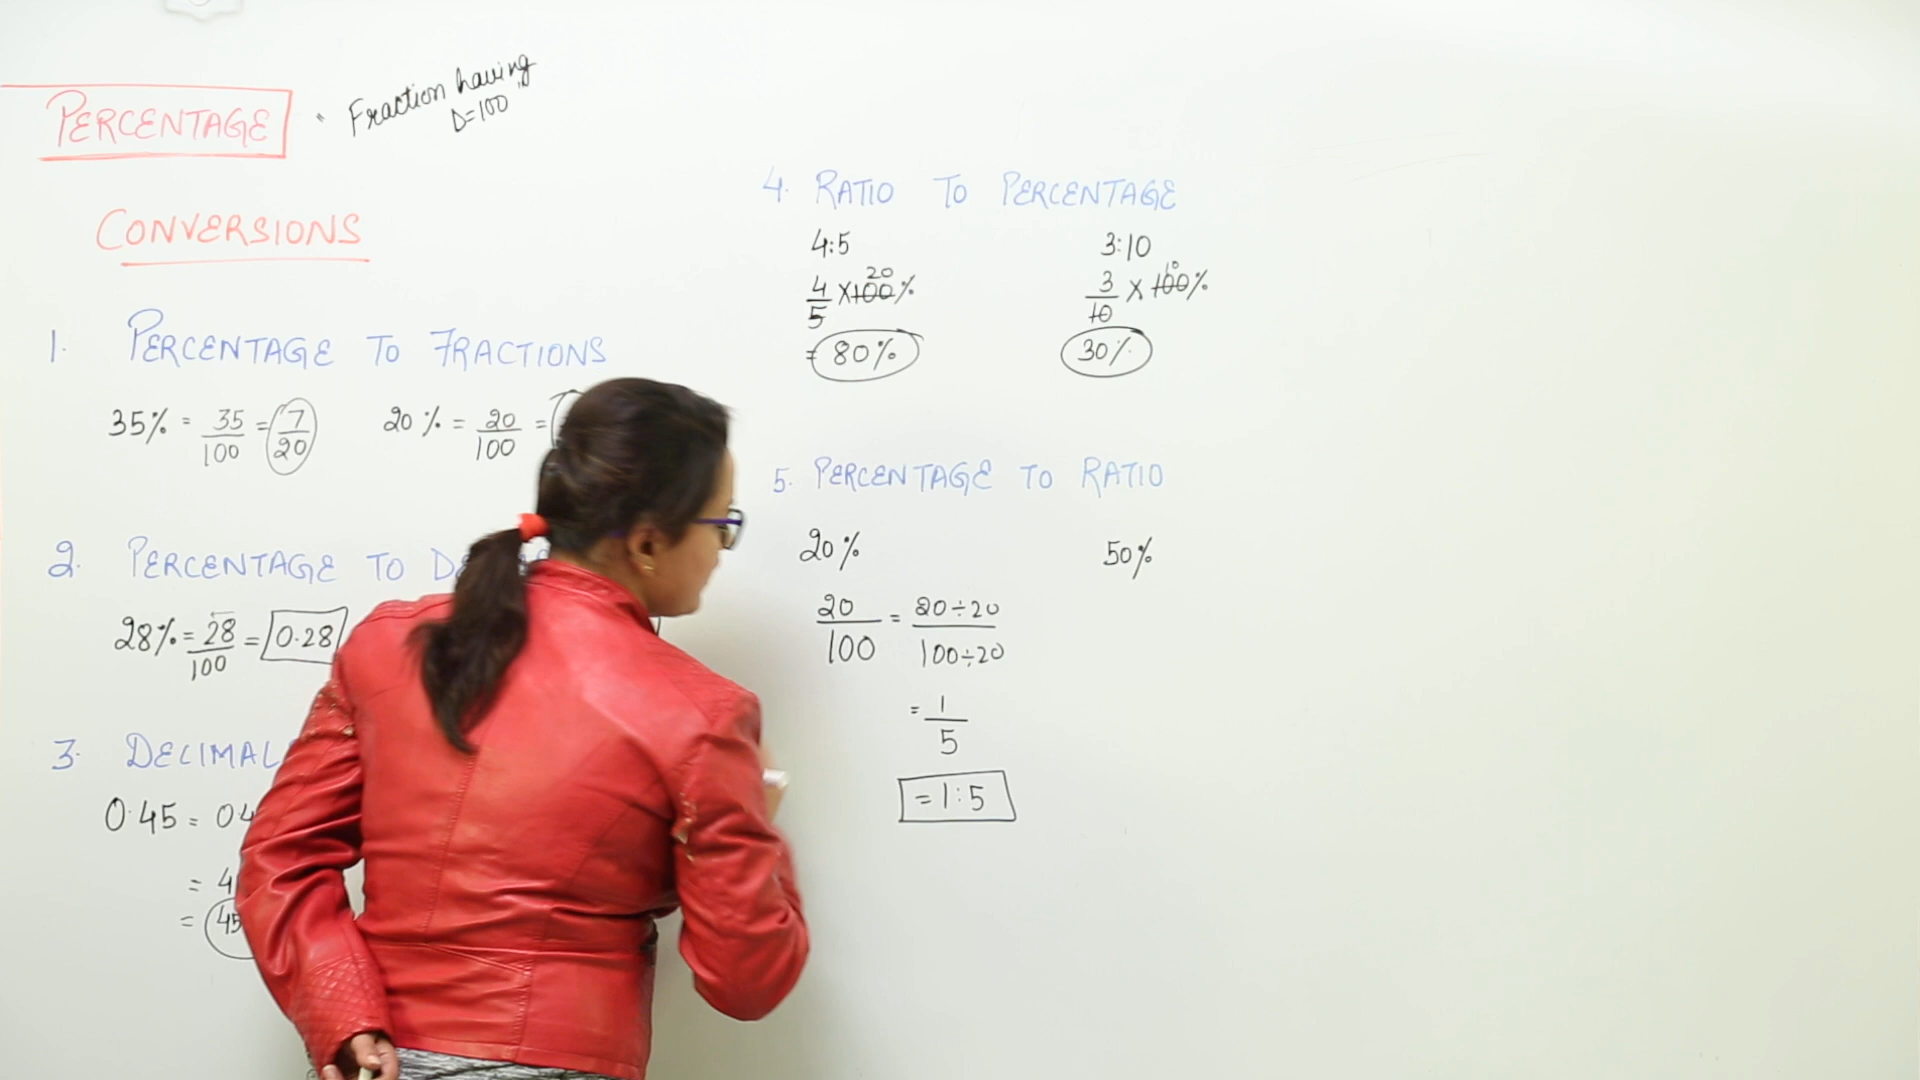 PERCENTAGE
" Fraction having
D=100"
CONVERSIONS
1. PERCENTAGE TO FRACTIONS
35% = 35/100 = 7/20
20% = 20/100 =
2. PERCENTAGE TO
28% = 28/100 = 0.28
3. DECIMAL
0.45 = 0.4
= 4
= 45
4. RATIO TO PERCENTAGE
4:5
4/5 × 100% 20
= 80%
3:10
3/10 × 100% 10
30%
5. PERCENTAGE TO RATIO
20%
20/100 = 20÷20/100÷20
= 1/5
= 1:5
50%